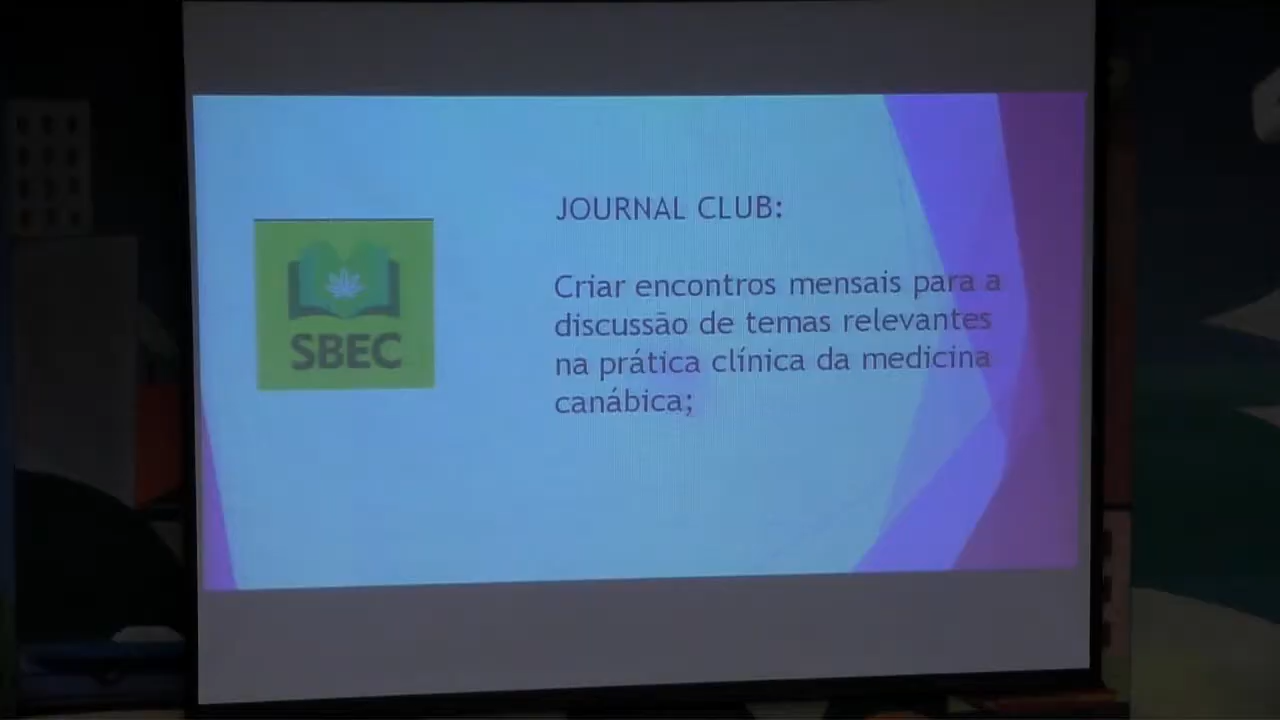 SBEC
JOURNAL CLUB:
Criar encontros mensais para a
discussão de temas relevantes
na prática clínica da medicina
canábica;